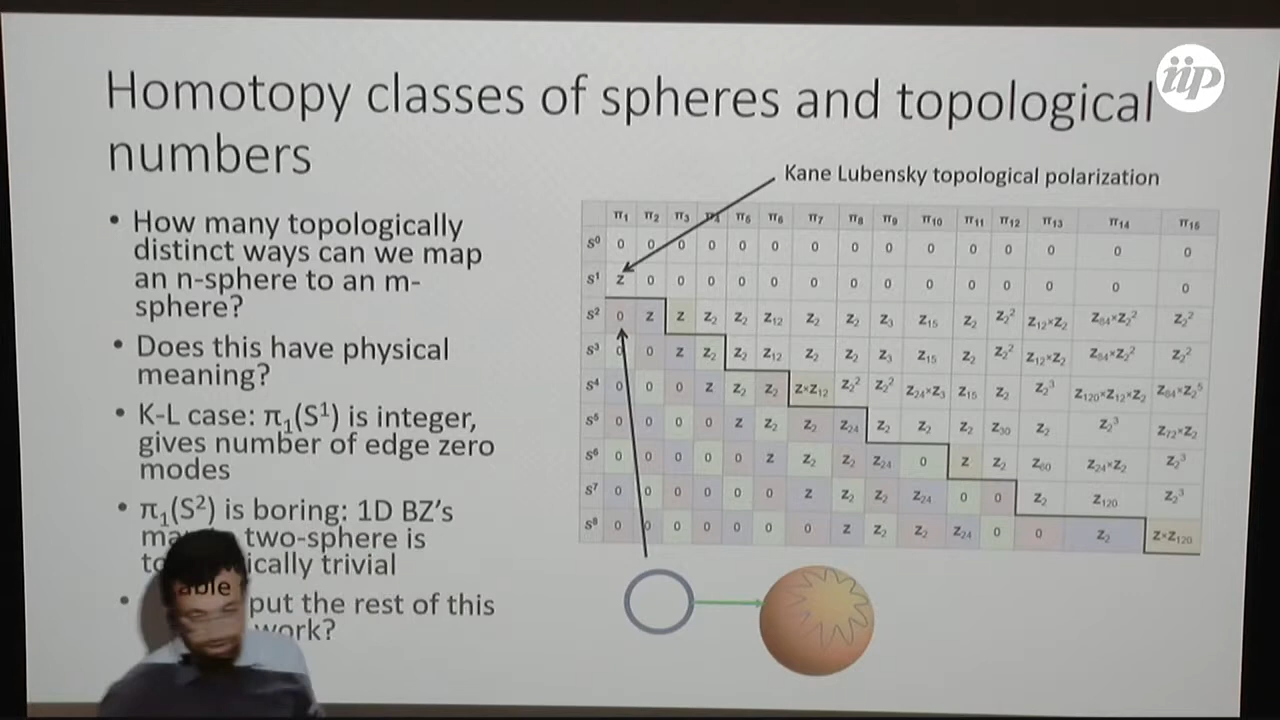 iip
Homotopy classes of spheres and topological
numbers
Kane Lubensky topological polarization
• How many topologically
distinct ways can we map
an n-sphere to an m-
sphere?
• Does this have physical
meaning?
• K-L case: π₁(S¹) is integer,
gives number of edge zero
modes
• π₁(S²) is boring: 1D BZ's
two-sphere is
trivial
• put the rest of this
able work?
π₁ π₂ π₃ π₄ π₅ π₆ π₇ π₈ π₉ π₁₀ π₁₁ π₁₂ π₁₃ π₁₄ π₁₅
S⁰ 0 0 0 0 0 0 0 0 0 0 0 0 0 0 0
S¹ Z 0 0 0 0 0 0 0 0 0 0 0 0 0 0
S² 0 Z Z Z₂ Z₂ Z₁₂ Z₂ Z₂ Z₃ Z₁₅ Z₂ Z₂² Z₁₂×Z₂ Z₈₄×Z₂² Z₂²
S³ 0 0 Z Z₂ Z₂ Z₁₂ Z₂ Z₂ Z₃ Z₁₅ Z₂ Z₂² Z₁₂×Z₂ Z₈₄×Z₂² Z₂²
S⁴ 0 0 0 Z Z₂ Z₂ Z×Z₁₂ Z₂² Z₂² Z₂₄×Z₃ Z₁₅ Z₂ Z₂³ Z₁₂₀×Z₁₂×Z₂ Z₈₄×Z₂⁵
S⁵ 0 0 0 0 Z Z₂ Z₂ Z₂₄ Z₂ Z₂ Z₂ Z₃₀ Z₂ Z₂³ Z₇₂×Z₂
S⁶ 0 0 0 0 0 Z Z₂ Z₂ Z₂₄ 0 Z Z₂ Z₆₀ Z₂₄×Z₂ Z₂³
S⁷ 0 0 0 0 0 0 Z Z₂ Z₂ Z₂₄ 0 0 Z₂ Z₁₂₀ Z₂³
S⁸ 0 0 0 0 0 0 0 Z Z₂ Z₂ Z₂₄ 0 0 Z₂ Z×Z₁₂₀